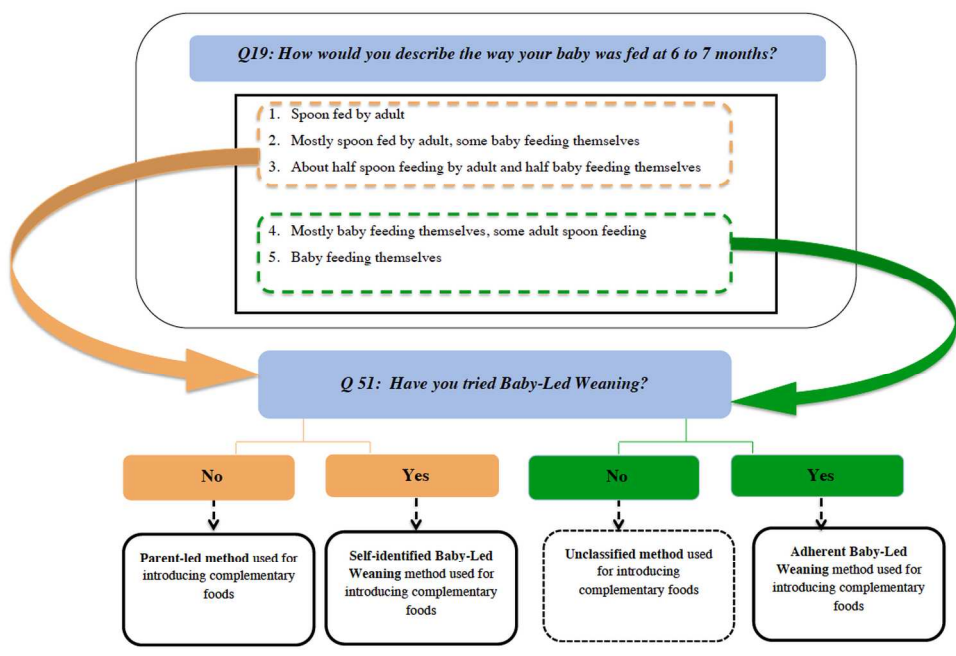 Q19: How would you describe the way your baby was fed at 6 to 7 months?
1. Spoon fed by adult
2. Mostly spoon fed by adult, some baby feeding themselves
3. About half spoon feeding by adult and half baby feeding themselves
4. Mostly baby feeding themselves, some adult spoon feeding
5. Baby feeding themselves
Q 51: Have you tried Baby-Led Weaning?
No
Yes
No
Yes
Parent-led method used for
introducing complementary
foods
Self-identified Baby-Led
Weaning method used for
introducing complementary
foods
Unclassified method used
for introducing
complementary foods
Adherent Baby-Led
Weaning method used for
introducing complementary
foods